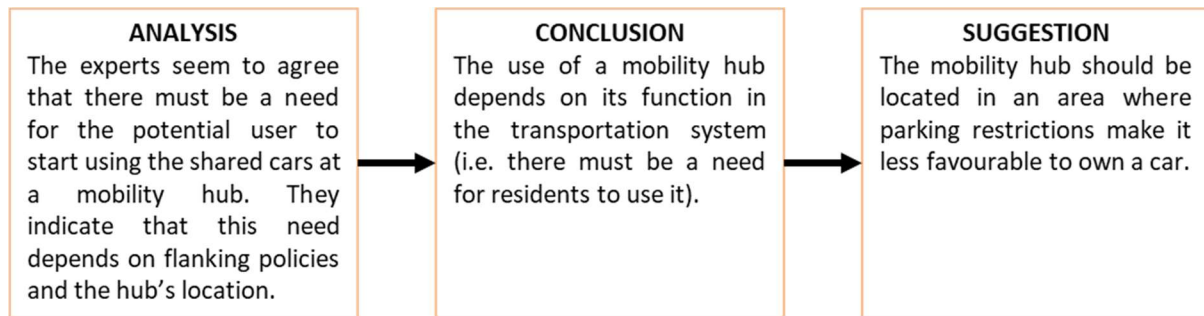 ANALYSIS
The experts seem to agree
that there must be a need
for the potential user to
start using the shared cars at
a mobility hub. They
indicate that this need
depends on flanking policies
and the hub’s location.
CONCLUSION
The use of a mobility hub
depends on its function in
the transportation system
(i.e. there must be a need
for residents to use it).
SUGGESTION
The mobility hub should be
located in an area where
parking restrictions make it
less favourable to own a car.